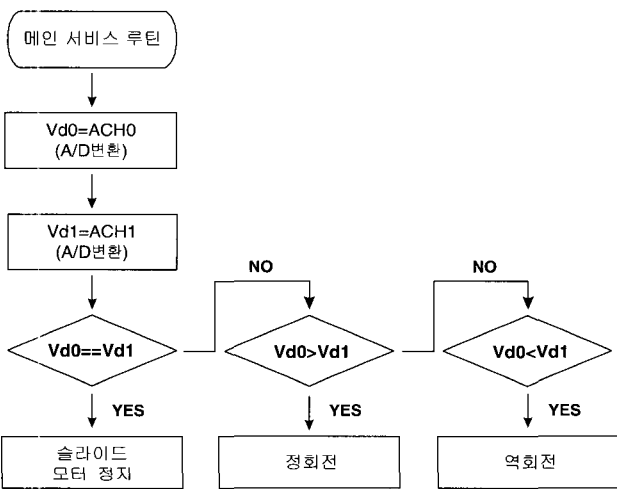 메인 서비스 루틴
Vd0=ACH0
(A/D변환)
Vd1=ACH1
(A/D변환)
NO
NO
Vd0==Vd1
Vd0>Vd1
Vd0<Vd1
YES
YES
YES
슬라이드
모터 정지
정회전
역회전